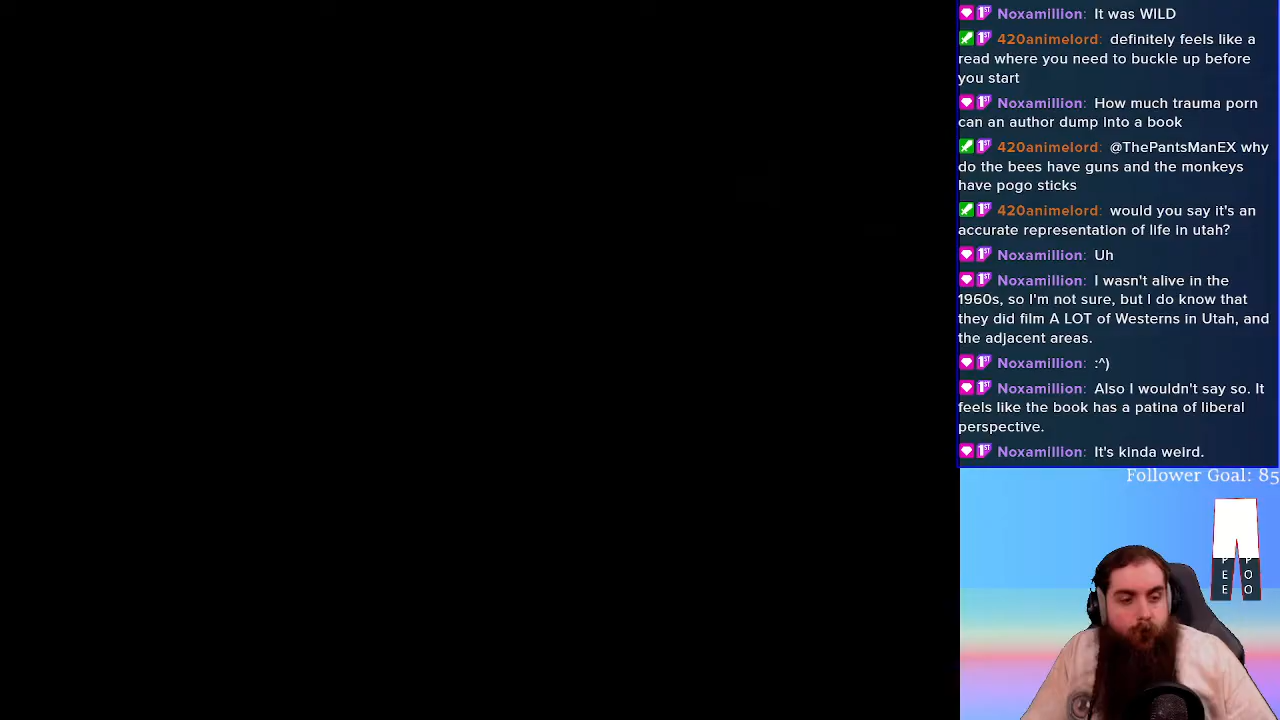 Noxamillion: It was WILD
420animelord: definitely feels like a
read where you need to buckle up before
you start
Noxamillion: How much trauma porn
can an author dump into a book
420animelord: @ThePantsManEX why
do the bees have guns and the monkeys
have pogo sticks
420animelord: would you say it's an
accurate representation of life in utah?
Noxamillion: Uh
Noxamillion: I wasn't alive in the
1960s, so I'm not sure, but I do know that
they did film A LOT of Westerns in Utah, and
the adjacent areas.
Noxamillion: :^)
Noxamillion: Also I wouldn't say so. It
feels like the book has a patina of liberal
perspective.
Noxamillion: It's kinda weird.
Follower Goal: 85
P P
E O
E O